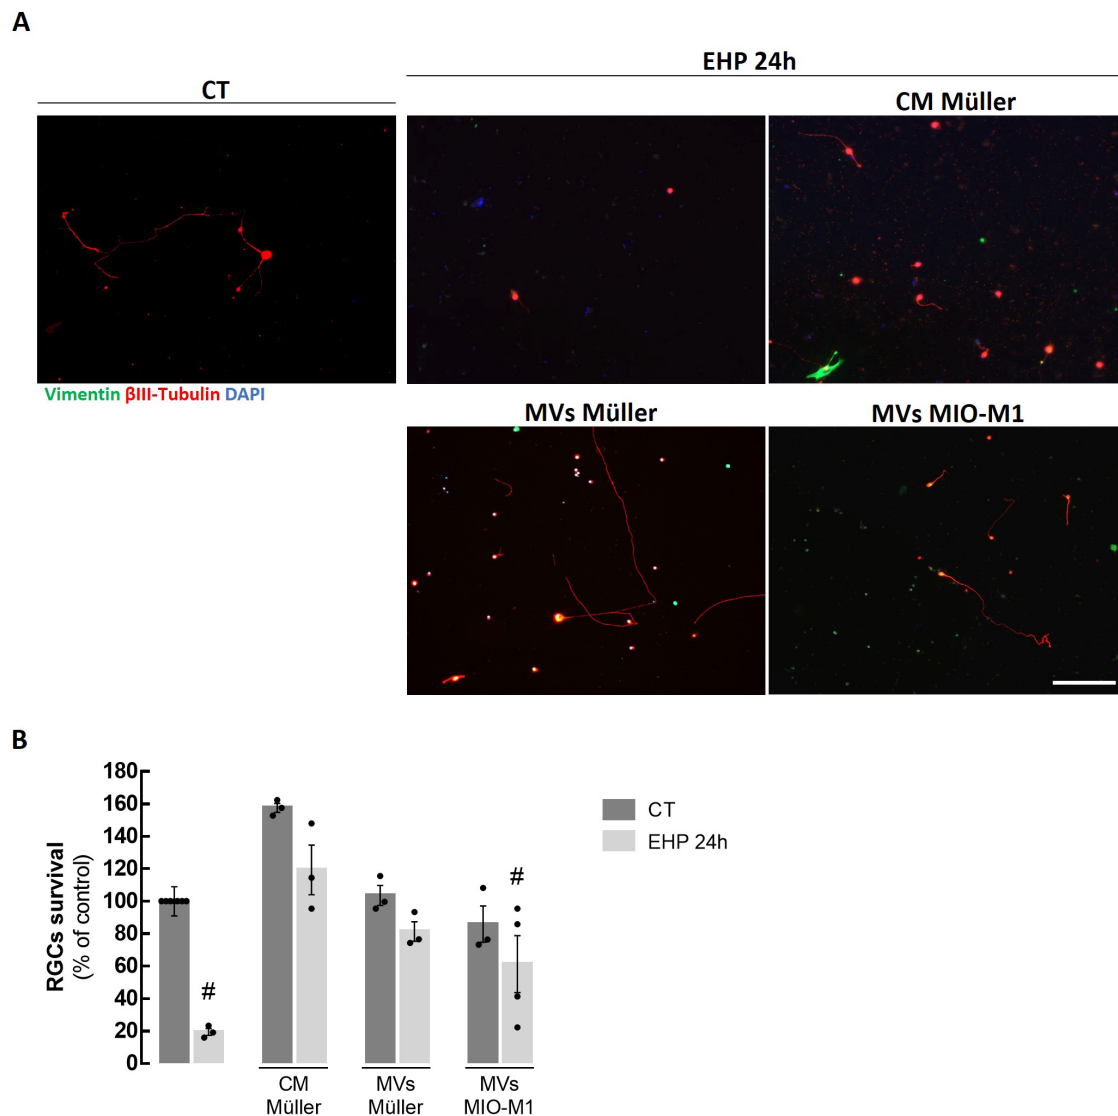 A
EHP 24h
CT
CM Müller
Vimentin βIII-Tubulin DAPI
MVs Müller
MVs MIO-M1
B
RGCs survival
(% of control)
180
160
140
120
100
80
60
40
20
0
#
#
CT
EHP 24h
CM
Müller
MVs
Müller
MVs
MIO-M1